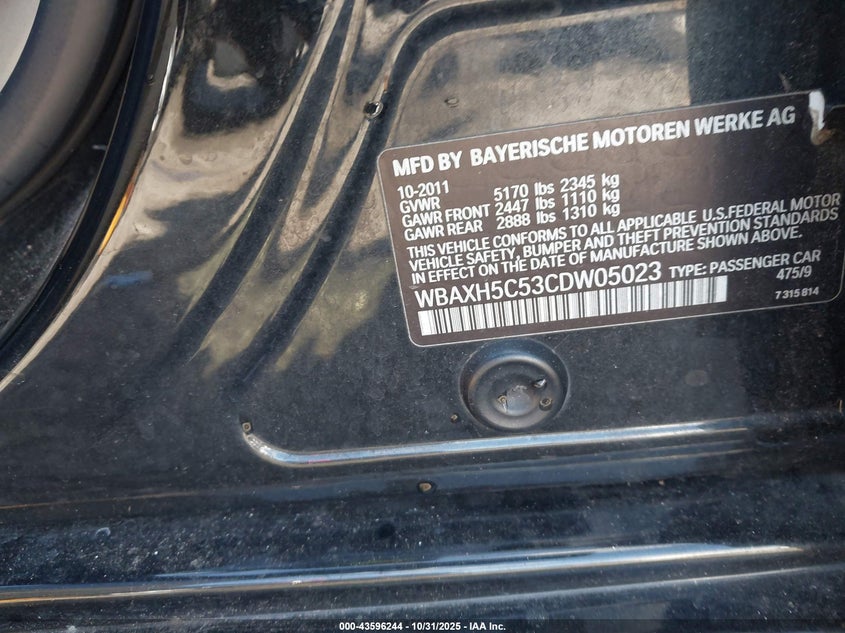 MFD BY BAYERISCHE MOTOREN WERKE AG
10-2011
GVWR 5170 lbs 2345 kg
GAWR FRONT 2447 lbs 1110 kg
GAWR REAR 2888 lbs 1310 kg
THIS VEHICLE CONFORMS TO ALL APPLICABLE U.S.FEDERAL MOTOR
VEHICLE SAFETY, BUMPER AND THEFT PREVENTION STANDARDS
IN EFFECT ON THE DATE OF MANUFACTURE SHOWN ABOVE.
WBAXH5C53CDW05023 TYPE: PASSENGER CAR
475/9
7 315 814
000-43596244 - 10/31/2025 - IAA Inc.